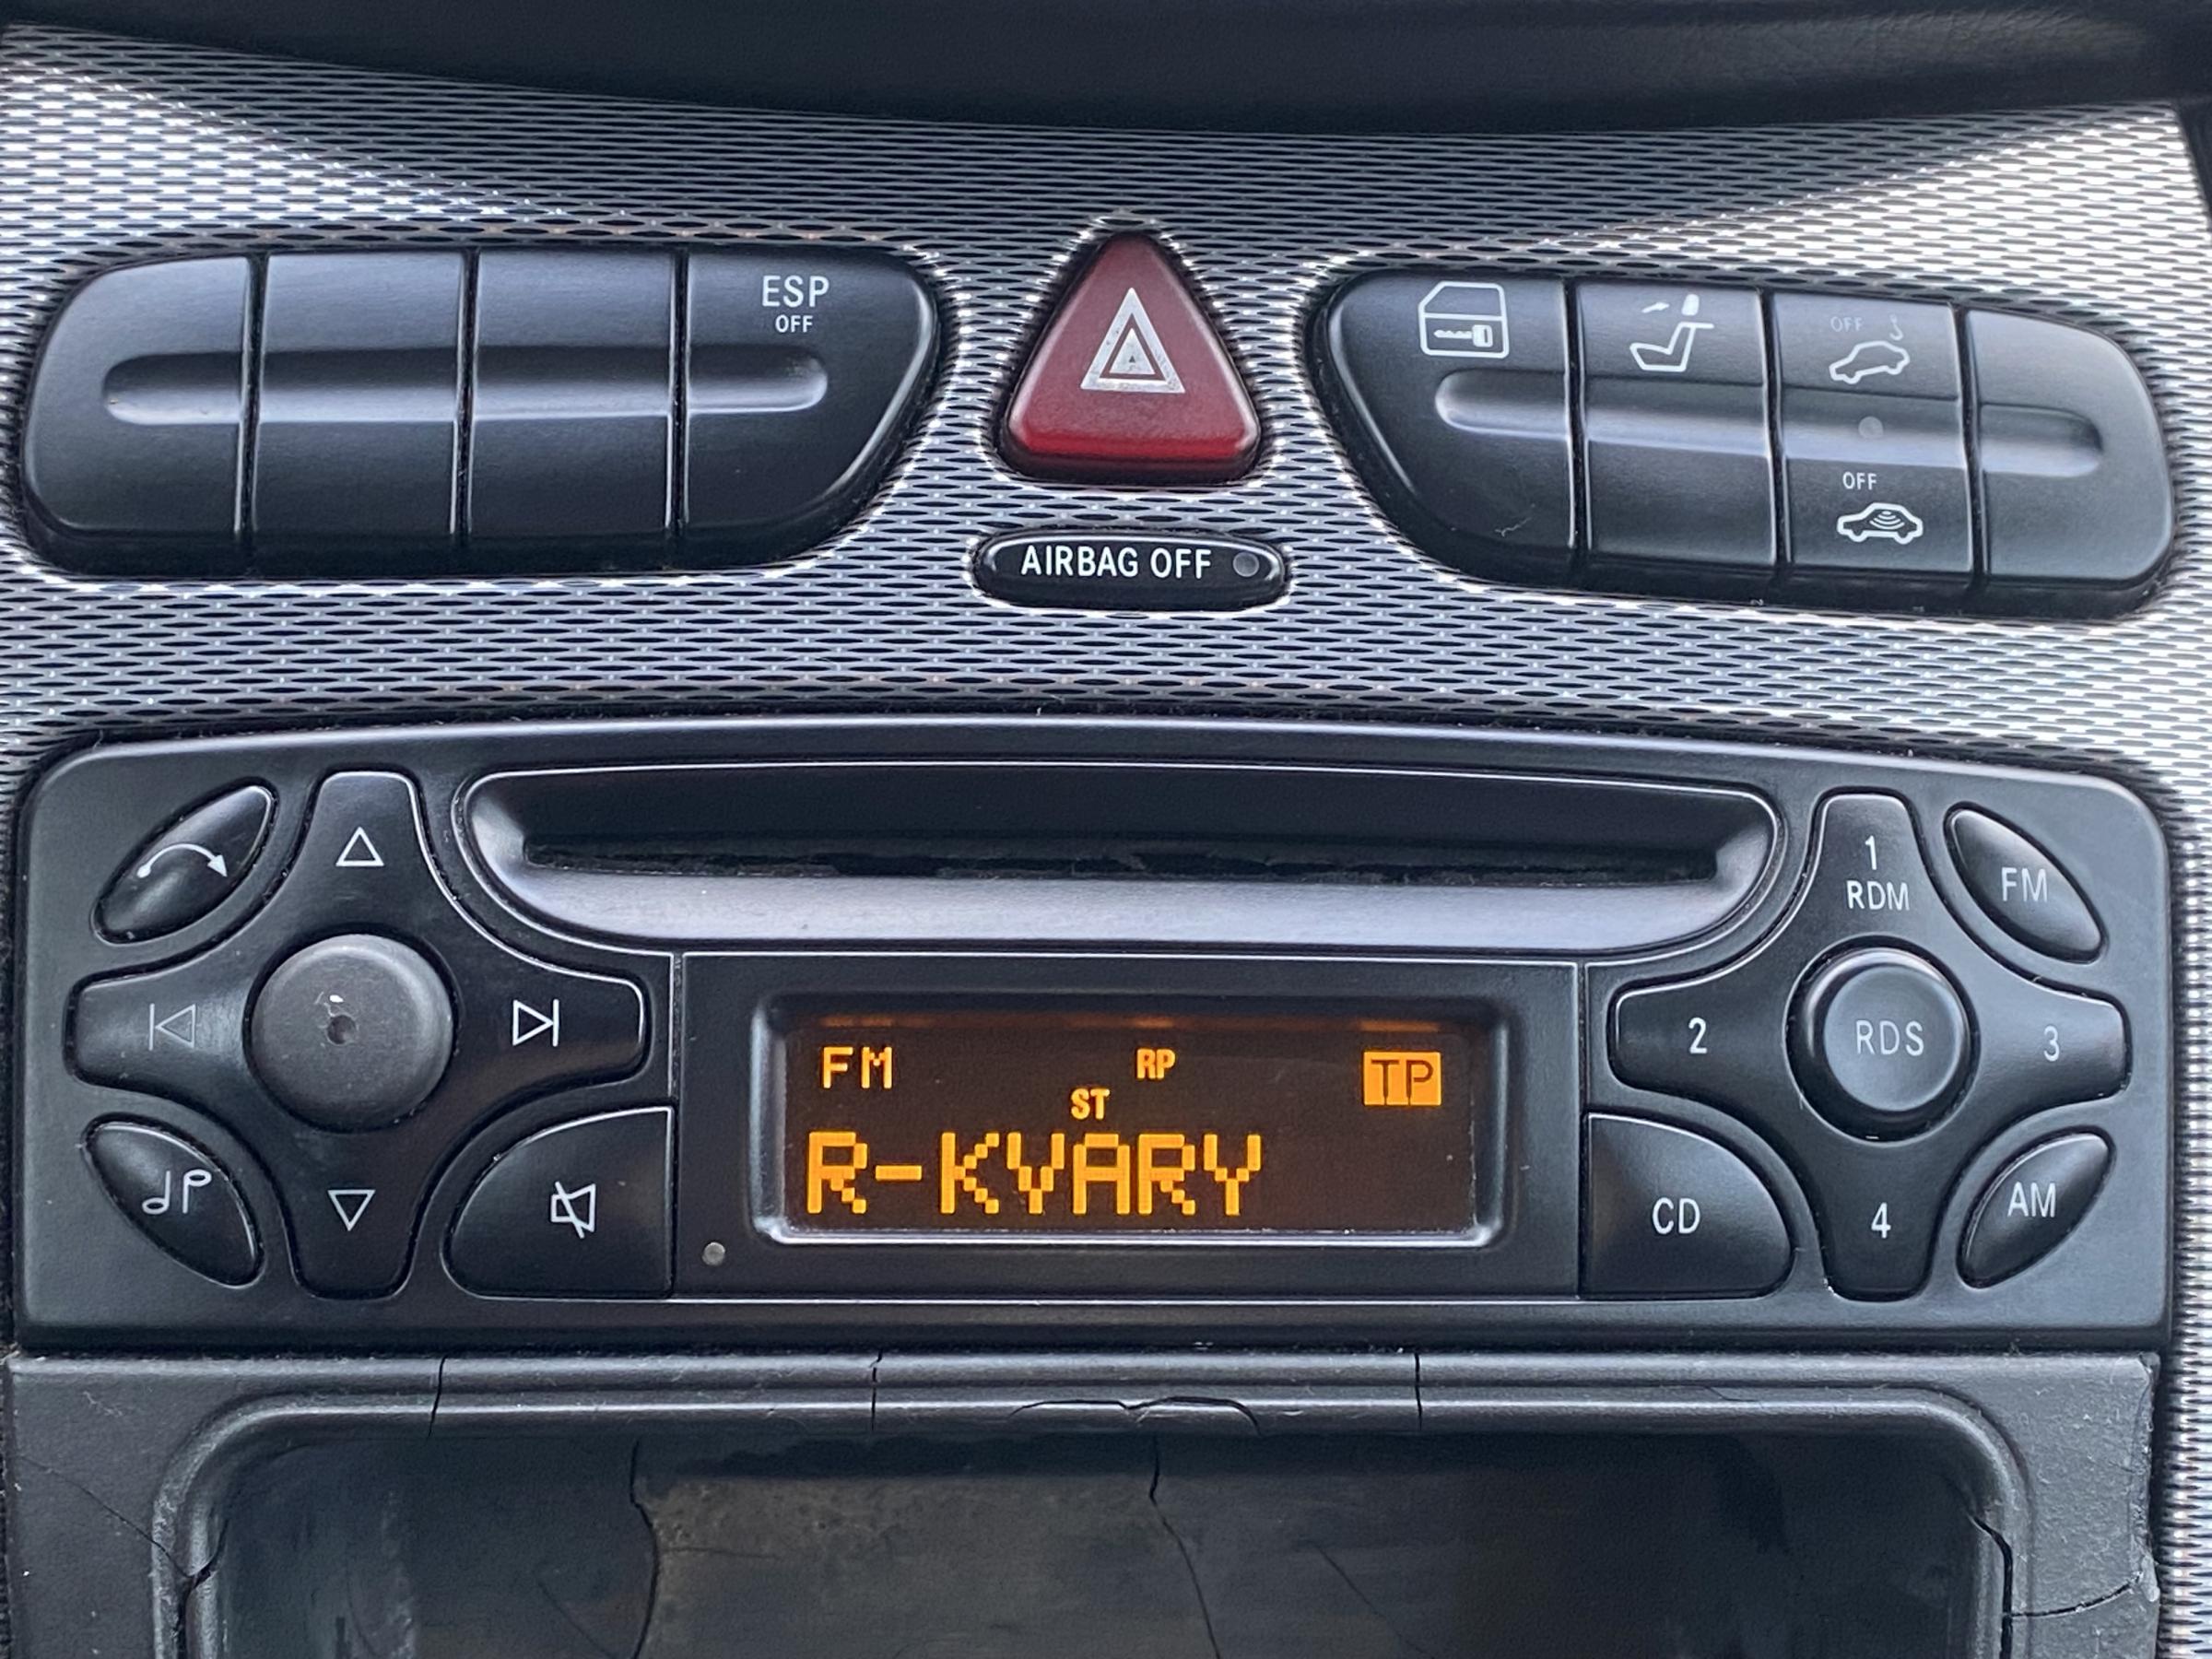 ESP
OFF
OFF
OFF
AIRBAG OFF
1
RDM
FM
2
RDS
3
FM
RP
TP
ST
R-KVARY
CD
4
AM